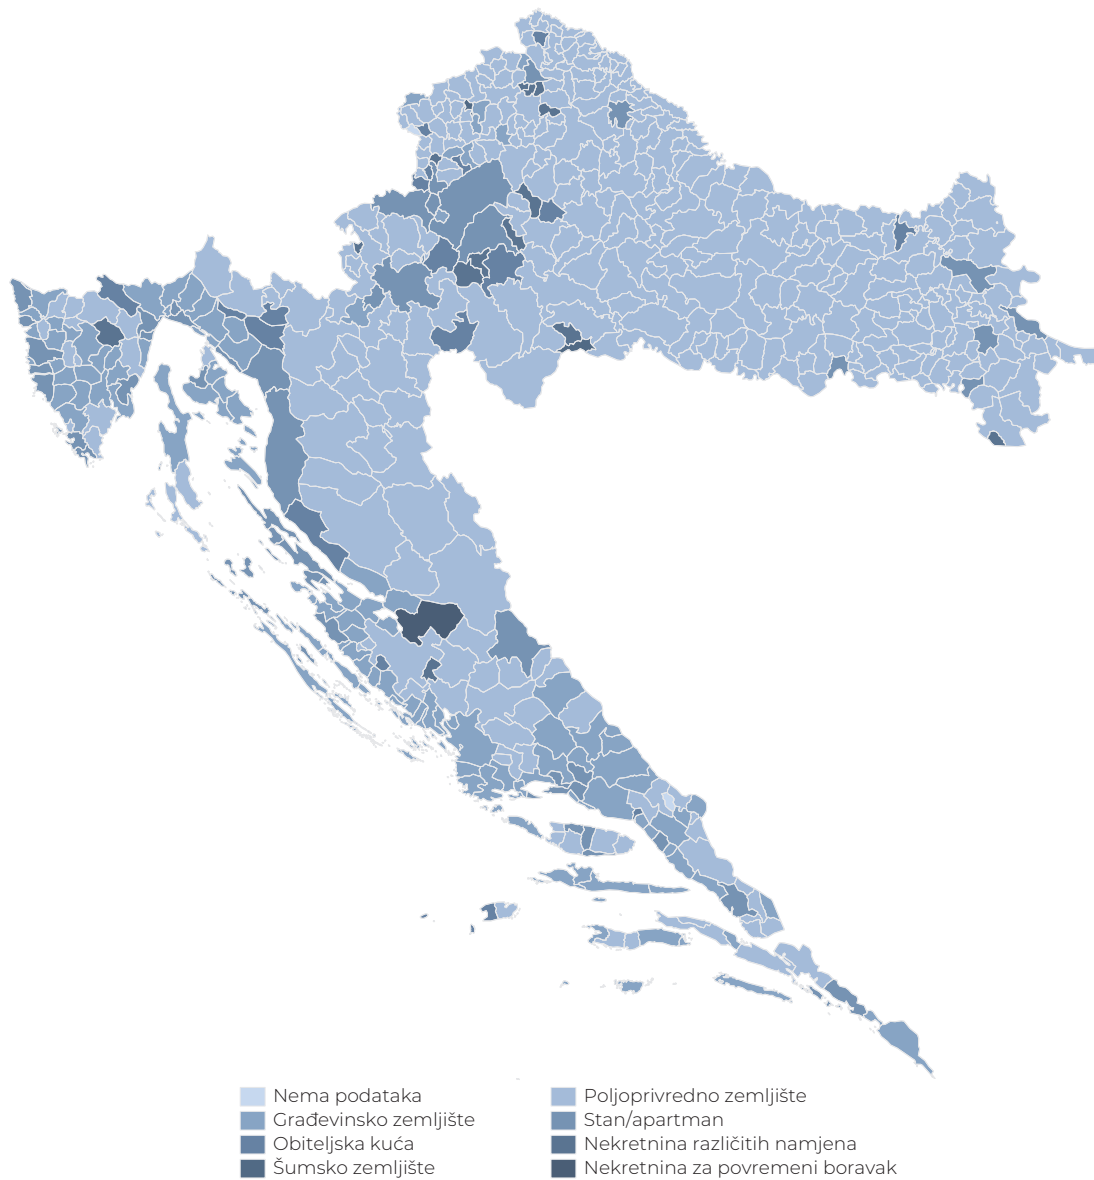 Nema podataka
Građevinsko zemljište
Obiteljska kuća
Šumsko zemljište
Poljoprivredno zemljište
Stan/apartman
Nekretnina različitih namjena
Nekretnina za povremeni boravak